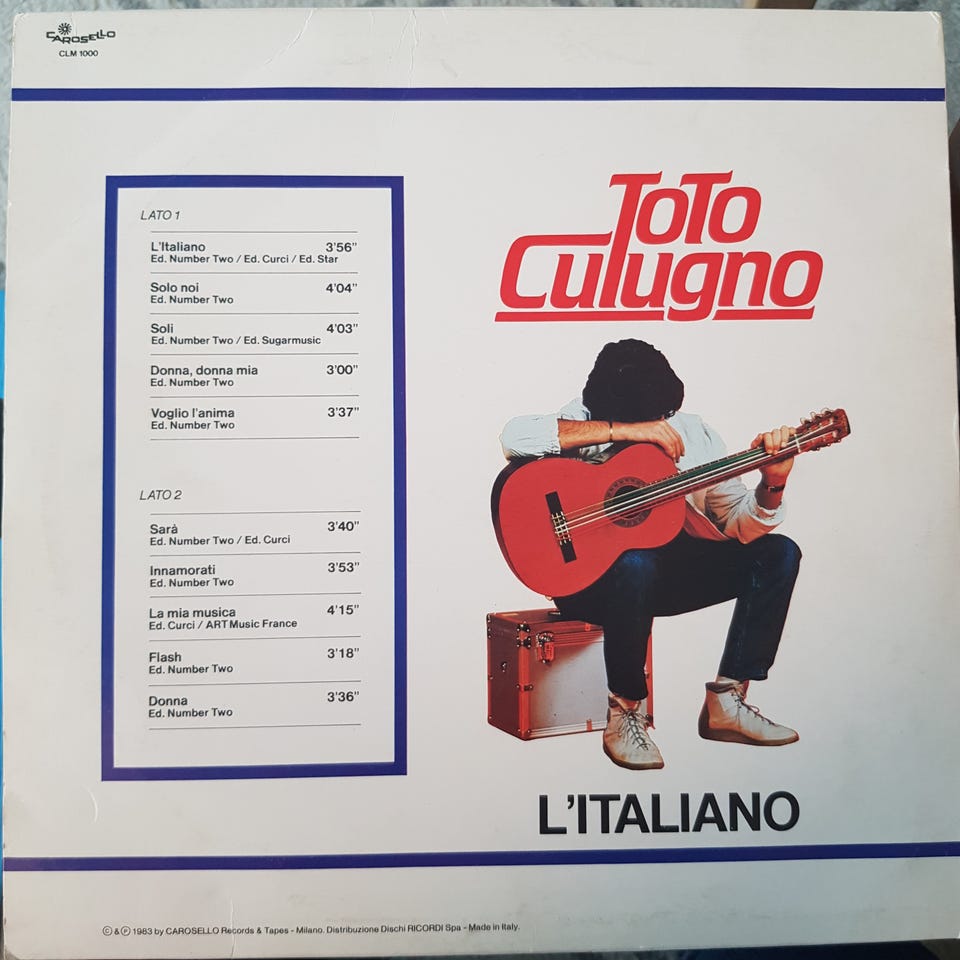 CAROSELLO
CLM 1000
LATO 1
L'Italiano 3'56"
Ed. Number Two / Ed. Curci / Ed. Star
Solo noi 4'04"
Ed. Number Two
Soli 4'03"
Ed. Number Two / Ed. Sugarmusic
Donna, donna mia 3'00"
Ed. Number Two
Voglio l'anima 3'37"
Ed. Number Two
LATO 2
Sarà 3'40"
Ed. Number Two / Ed. Curci
Innamorati 3'53"
Ed. Number Two
La mia musica 4'15"
Ed. Curci / ART Music France
Flash 3'18"
Ed. Number Two
Donna 3'36"
Ed. Number Two
ToTo
CuTugno
L'ITALIANO
© & ℗ 1983 by CAROSELLO Records & Tapes - Milano. Distribuzione Dischi RICORDI Spa - Made in Italy.